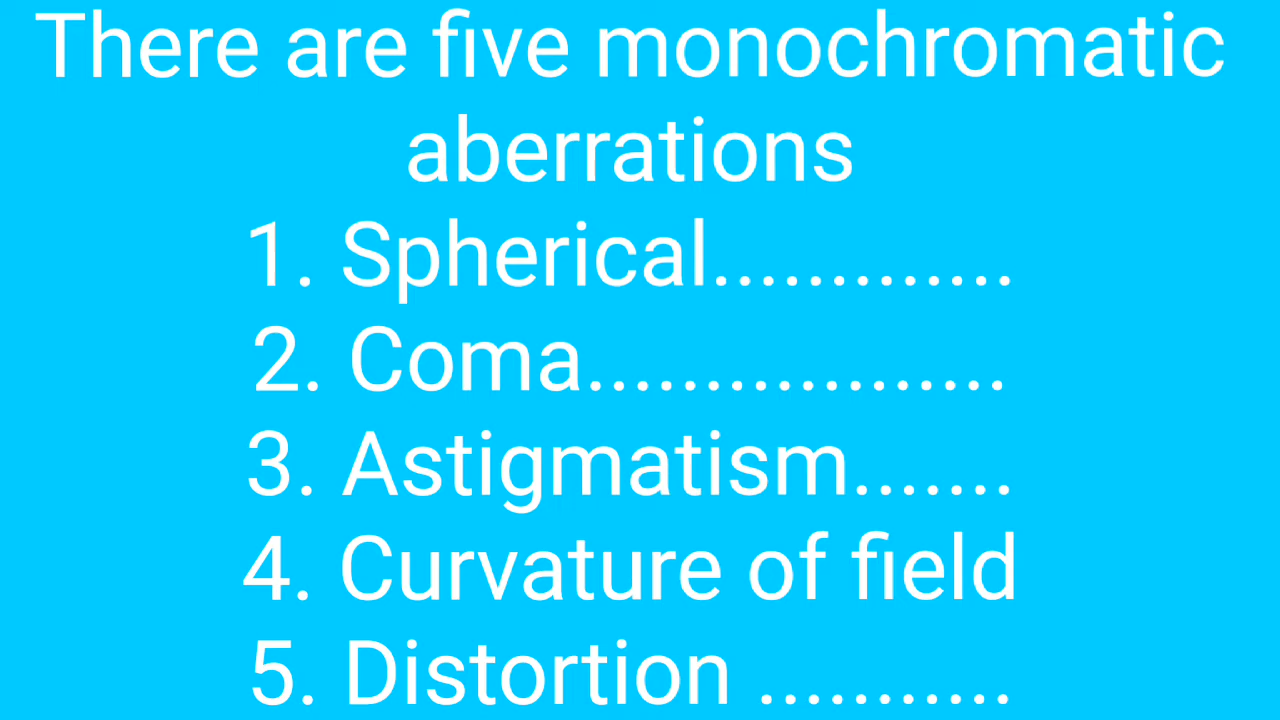 There are five monochromatic
aberrations
1. Spherical.............
2. Coma..................
3. Astigmatism.......
4. Curvature of field
5. Distortion ...........